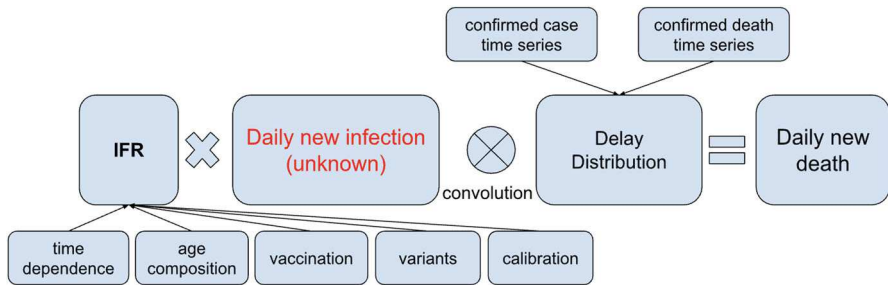 confirmed case
time series
confirmed death
time series
IFR
Daily new infection
(unknown)
convolution
Delay
Distribution
Daily new
death
time
dependence
age
composition
vaccination
variants
calibration